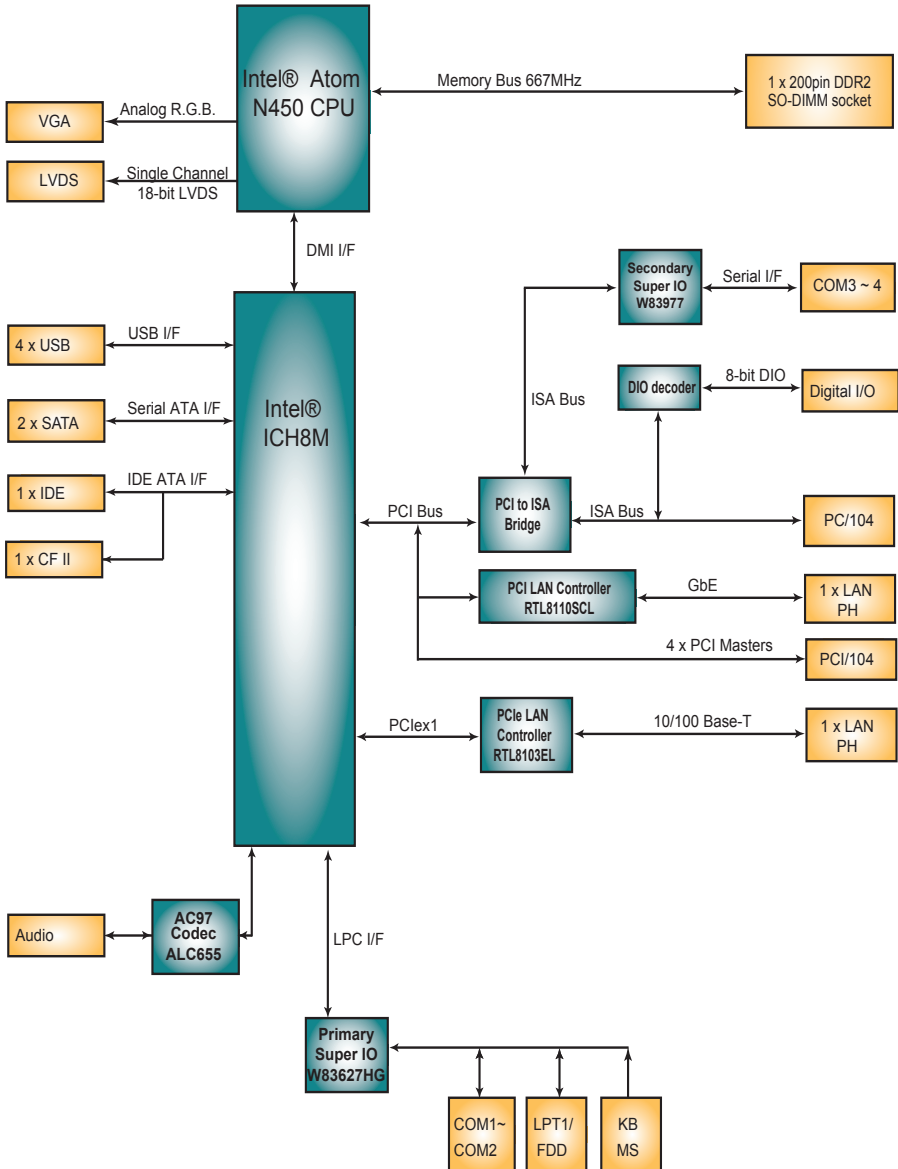 Intel® Atom
N450 CPU
Memory Bus 667MHz
1 x 200pin DDR2
SO-DIMM socket
VGA
Analog R.G.B.
LVDS
Single Channel
18-bit LVDS
DMI I/F
Secondary
Super IO
W83977
Serial I/F
COM3 ~ 4
4 x USB
USB I/F
ISA Bus
DIO decoder
8-bit DIO
Digital I/O
2 x SATA
Serial ATA I/F
Intel®
ICH8M
1 x IDE
IDE ATA I/F
PCI Bus
PCI to ISA
Bridge
ISA Bus
PC/104
1 x CF II
PCI LAN Controller
RTL8110SCL
GbE
1 x LAN
PH
4 x PCI Masters
PCI/104
PCIex1
PCIe LAN
Controller
RTL8103EL
10/100 Base-T
1 x LAN
PH
Audio
AC97
Codec
ALC655
LPC I/F
Primary
Super IO
W83627HG
COM1~
COM2
LPT1/
FDD
KB
MS